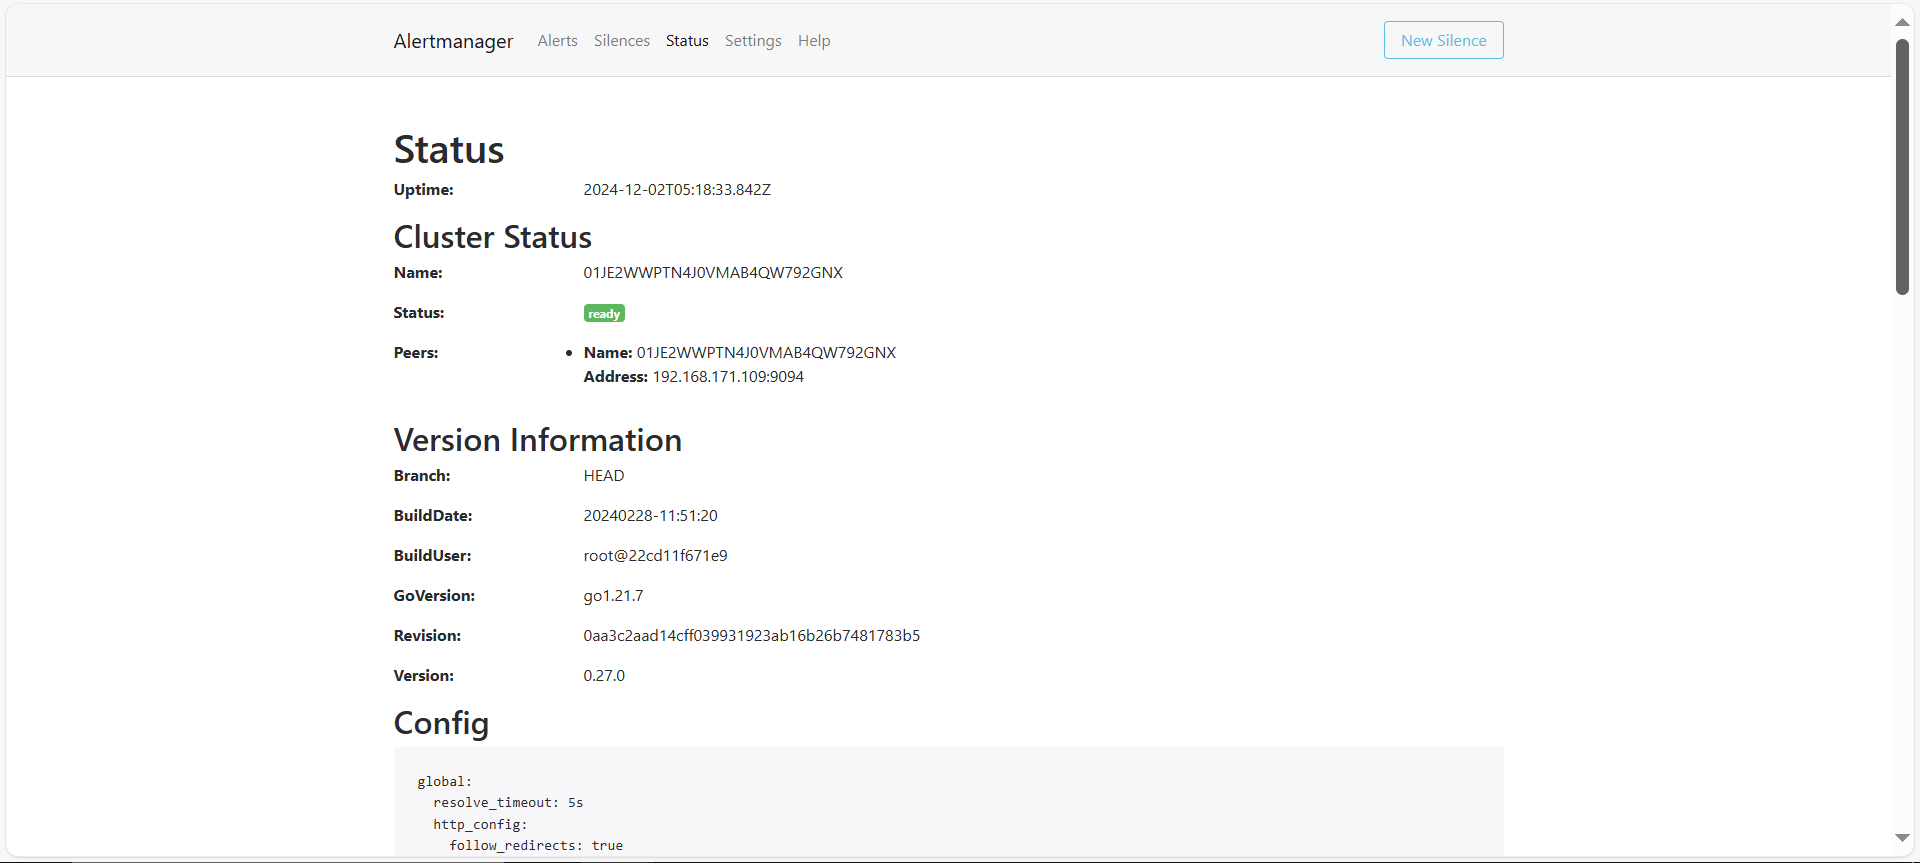 Alertmanager Alerts Silences Status Settings Help New Silence
Status
Uptime: 2024-12-02T05:18:33.842Z
Cluster Status
Name: 01JE2WWPTN4J0VMAB4QW792GNX
Status: ready
Peers: • Name: 01JE2WWPTN4J0VMAB4QW792GNX
Address: 192.168.171.109:9094
Version Information
Branch: HEAD
BuildDate: 20240228-11:51:20
BuildUser: root@22cd11f671e9
GoVersion: go1.21.7
Revision: 0aa3c2aad14cff039931923ab16b26b7481783b5
Version: 0.27.0
Config
global:
  resolve_timeout: 5s
  http_config:
    follow_redirects: true